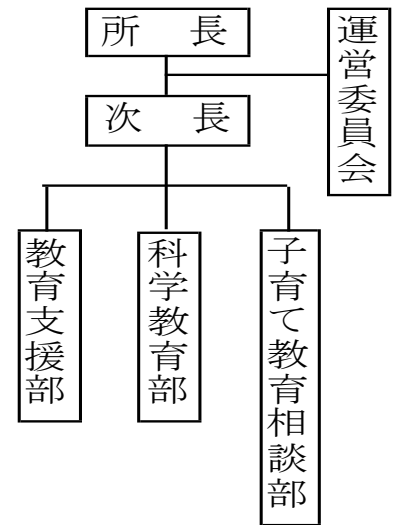 所　長
運営委員会
次　長
教育支援部
科学教育部
子育て教育相談部